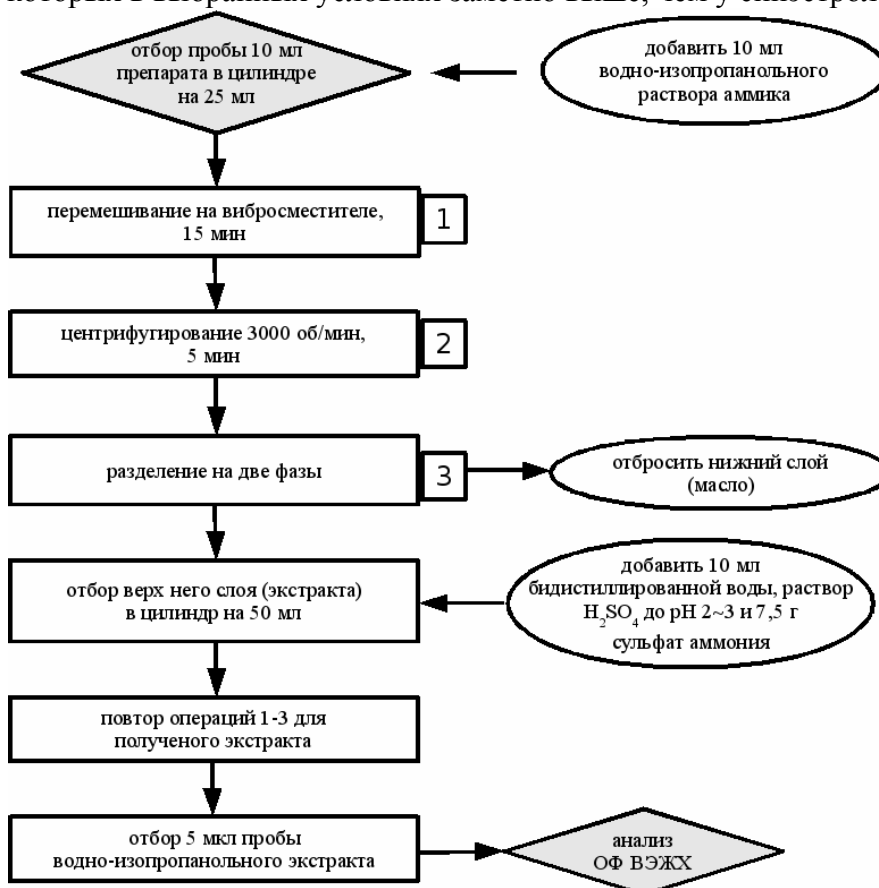 отбор пробы 10 мл
препарата в цилиндре
на 25 мл
добавить 10 мл
водно-изопропанольного
раствора аммика
перемешивание на вибросместителе,
15 мин
1
центрифугирование 3000 об/мин,
5 мин
2
разделение на две фазы
3
отбросить нижний слой
(масло)
отбор верх него слоя (экстракта)
в цилиндр на 50 мл
добавить 10 мл
бидистиллированной воды, раствор
H₂SO₄ до pH 2~3 и 7,5 г
сульфат аммония
повтор операций 1-3 для
полученого экстракта
отбор 5 мкл пробы
водно-изопропанольного экстракта
анализ
ОФ ВЭЖХ